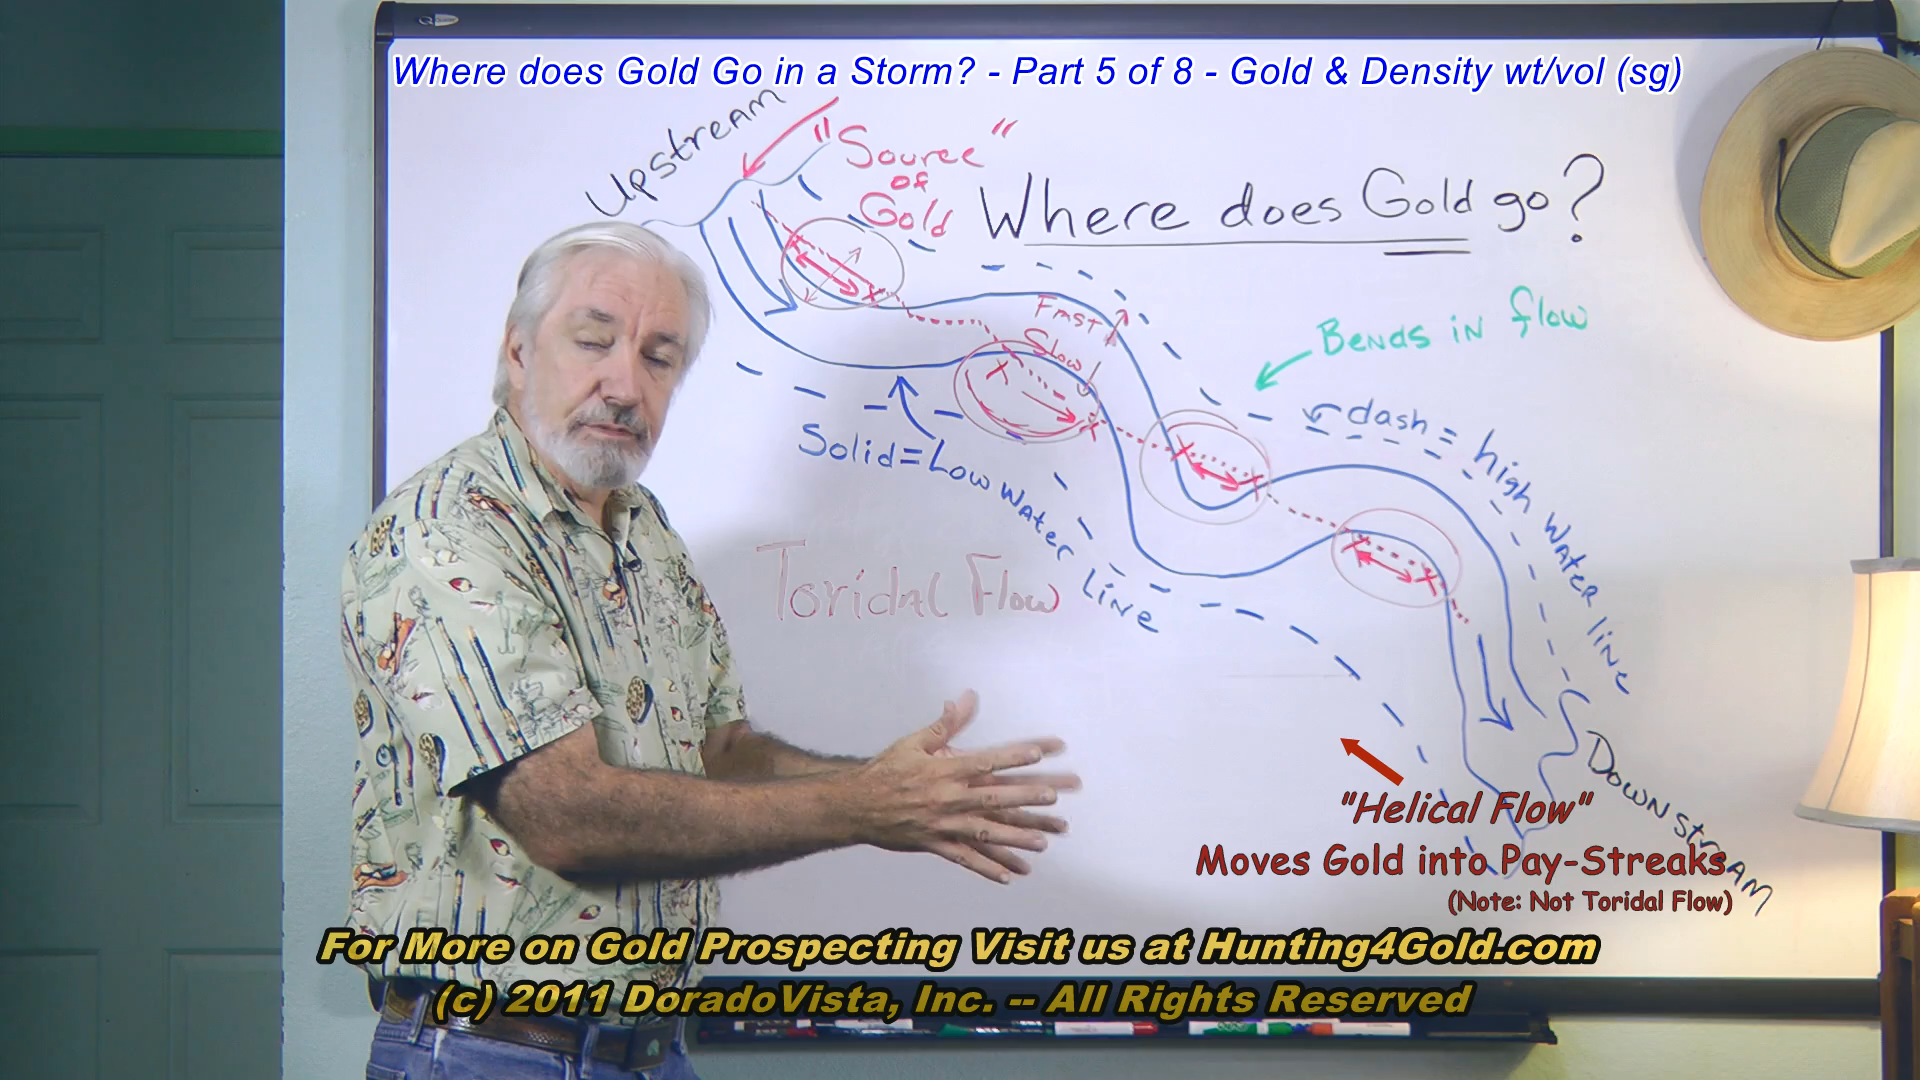 Where does Gold Go in a Storm? - Part 5 of 8 - Gold & Density wt/vol (sg)
Upstream
"Source"
of
Gold
Where does Gold go?
Fast
Slow
Bends in flow
dash = high water line
Solid = Low water Line
Toridal Flow
Downstream
"Helical Flow"
Moves Gold into Pay-Streaks
(Note: Not Toridal Flow)
For More on Gold Prospecting Visit us at Hunting4Gold.com
(c) 2011 DoradoVista, Inc. -- All Rights Reserved